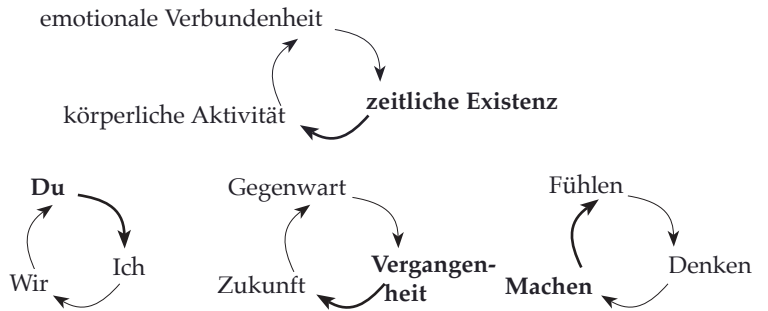 emotionale Verbundenheit
zeitliche Existenz
körperliche Aktivität
Du
Ich
Wir
Gegenwart
Vergangen-
heit
Zukunft
Fühlen
Denken
Machen